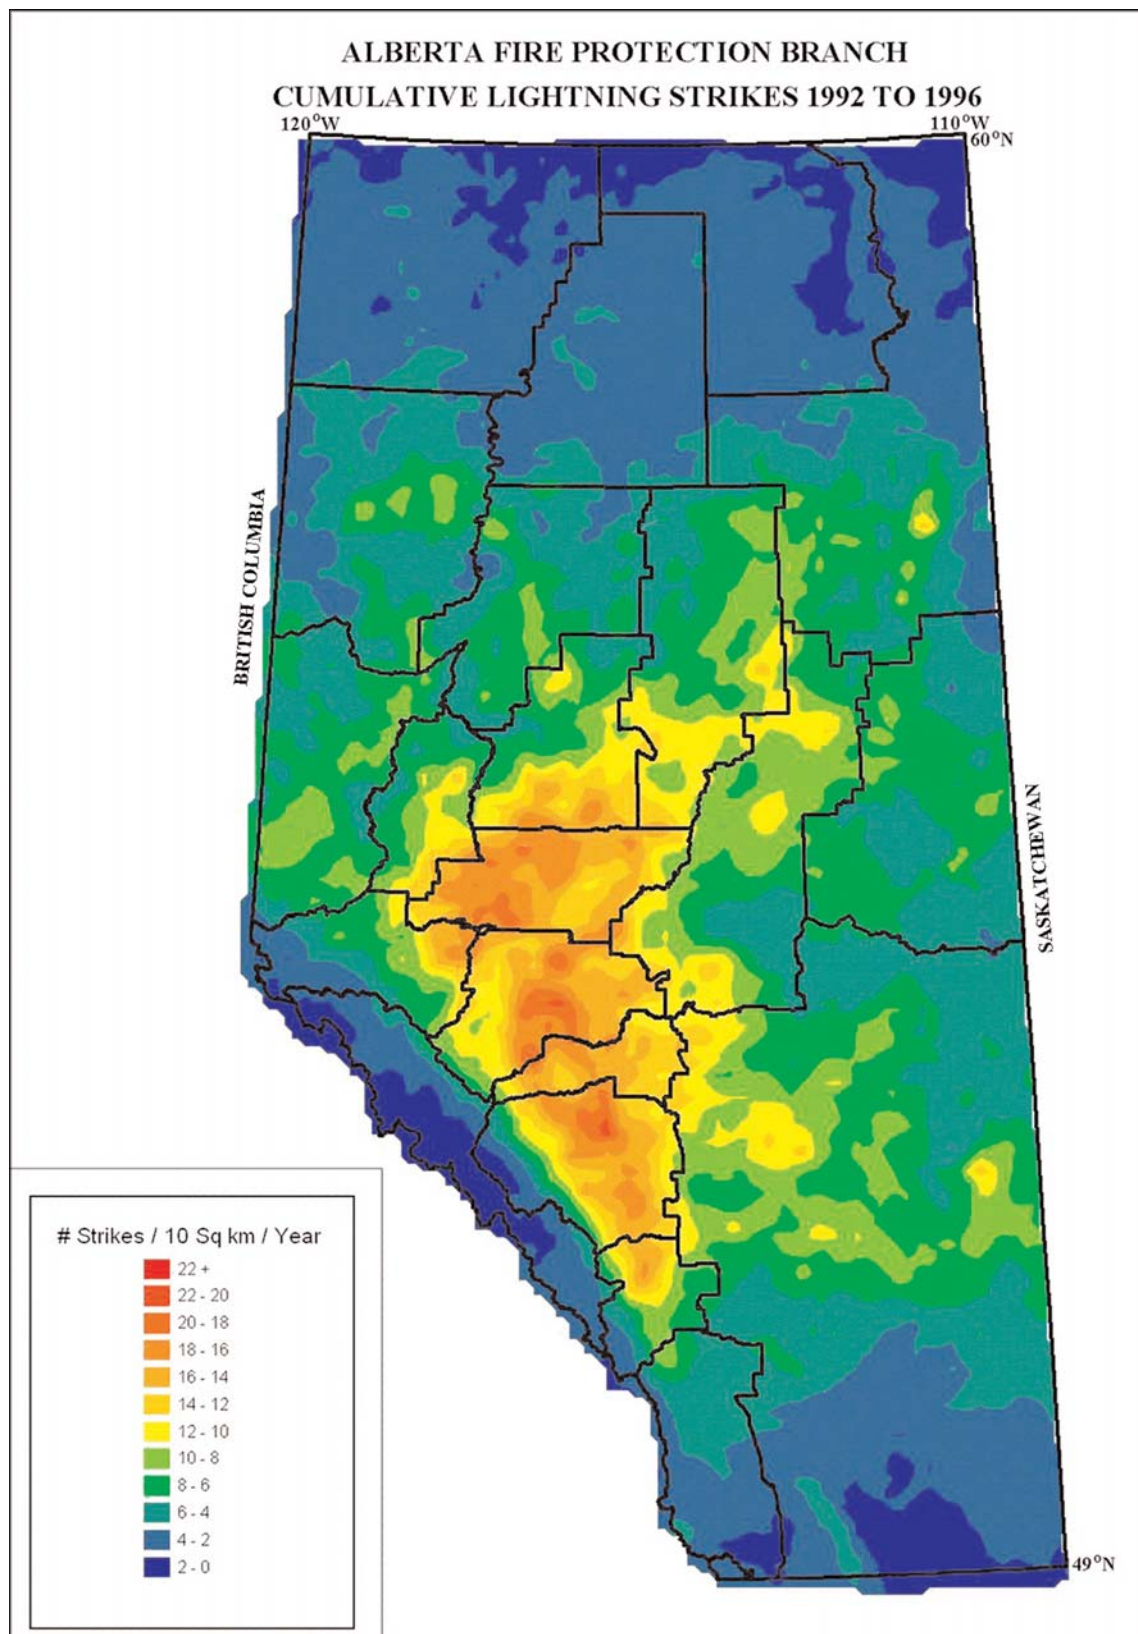 ALBERTA FIRE PROTECTION BRANCH
CUMULATIVE LIGHTNING STRIKES 1992 TO 1996
120°W
110°W
60°N
BRITISH COLUMBIA
SASKATCHEWAN
# Strikes / 10 Sq km / Year
22 +
22 - 20
20 - 18
18 - 16
16 - 14
14 - 12
12 - 10
10 - 8
8 - 6
6 - 4
4 - 2
2 - 0
49°N